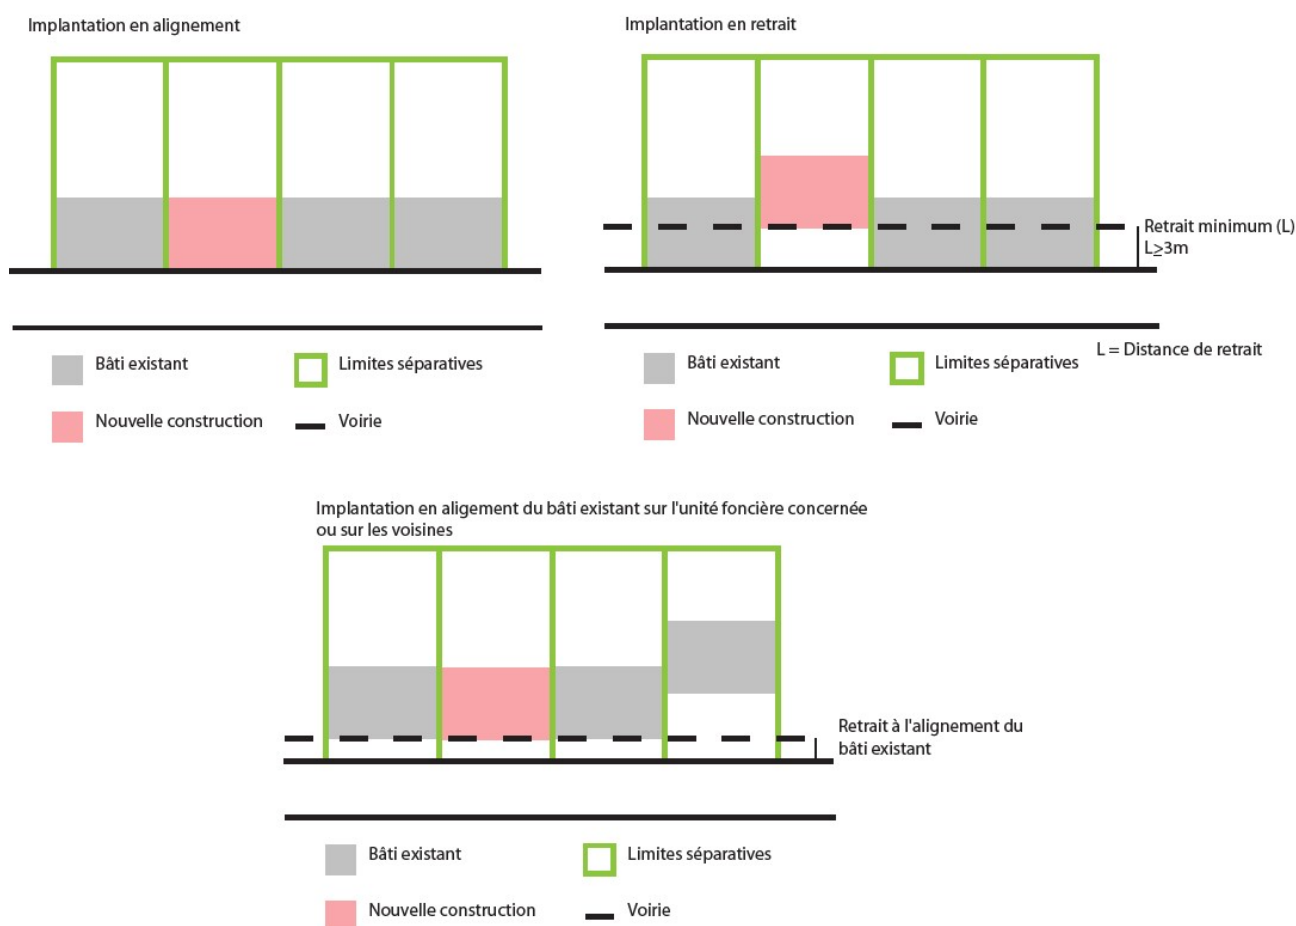 Implantation en alignement
Implantation en retrait
Retrait minimum (L)
L≥3m
L = Distance de retrait
Bâti existant
Limites séparatives
Nouvelle construction
Voirie
Bâti existant
Limites séparatives
Nouvelle construction
Voirie
Implantation en aligement du bâti existant sur l'unité foncière concernée
ou sur les voisines
Retrait à l'alignement du
bâti existant
Bâti existant
Limites séparatives
Nouvelle construction
Voirie